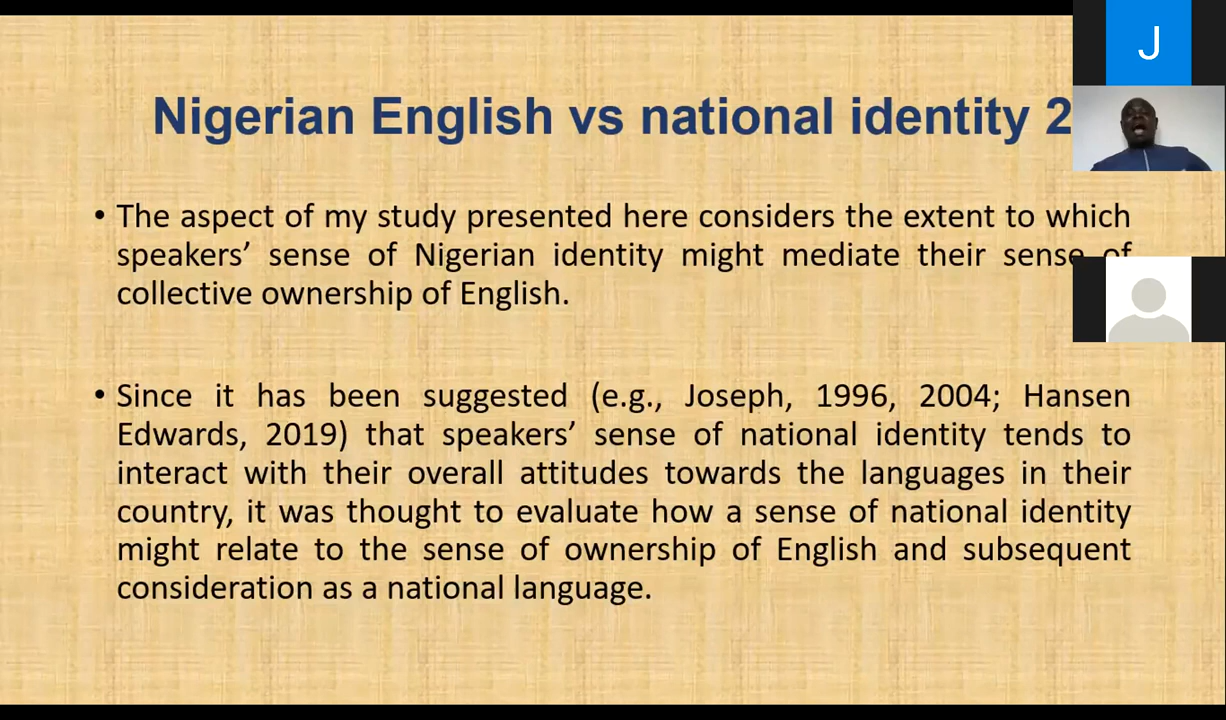 J
Nigerian English vs national identity 2
• The aspect of my study presented here considers the extent to which
speakers’ sense of Nigerian identity might mediate their sense of
collective ownership of English.
• Since it has been suggested (e.g., Joseph, 1996, 2004; Hansen
Edwards, 2019) that speakers’ sense of national identity tends to
interact with their overall attitudes towards the languages in their
country, it was thought to evaluate how a sense of national identity
might relate to the sense of ownership of English and subsequent
consideration as a national language.